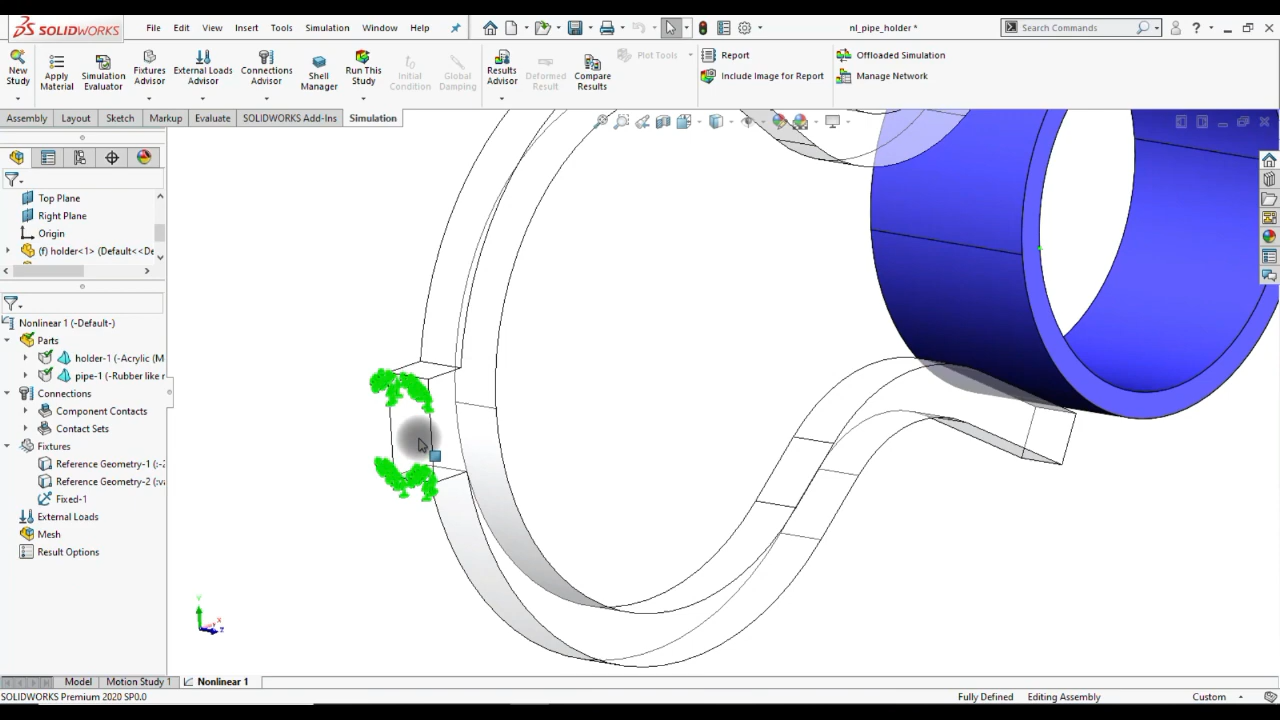 SOLIDWORKS
File Edit View Insert Tools Simulation Window Help
nl_pipe_holder *
Search Commands
New Study
Apply Material
Simulation Evaluator
Fixtures Advisor
External Loads Advisor
Connections Advisor
Shell Manager
Run This Study
Initial Condition
Global Damping
Results Advisor
Deformed Result
Compare Results
Plot Tools
Report
Include Image for Report
Offloaded Simulation
Manage Network
Assembly Layout Sketch Markup Evaluate SOLIDWORKS Add-Ins Simulation
Top Plane
Right Plane
Origin
(f) holder<1> (Default<<De
Nonlinear 1 (-Default-)
Parts
holder-1 (-Acrylic (M
pipe-1 (-Rubber like r
Connections
Component Contacts
Contact Sets
Fixtures
Reference Geometry-1 (:-2
Reference Geometry-2 (:va
Fixed-1
External Loads
Mesh
Result Options
Y
X
Z
Model Motion Study 1 Nonlinear 1
SOLIDWORKS Premium 2020 SP0.0
Fully Defined Editing Assembly Custom